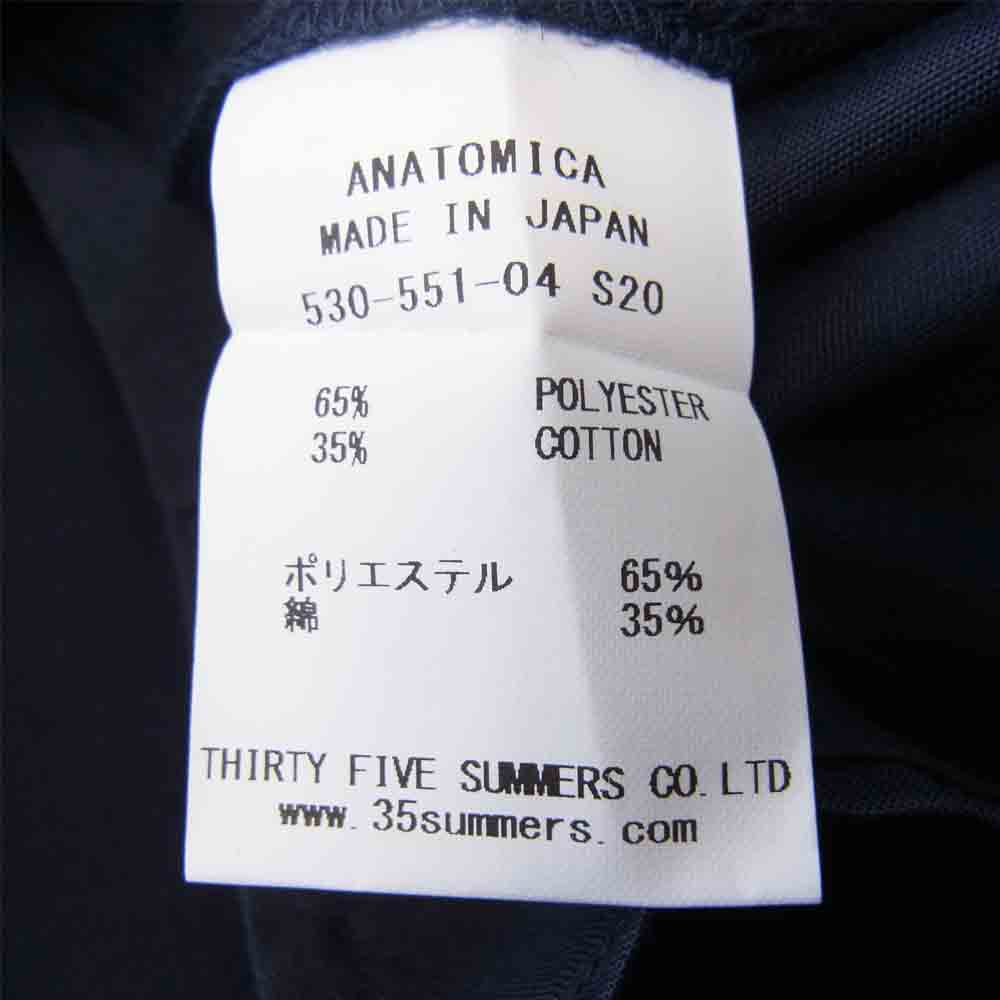 ANATOMICA
MADE IN JAPAN
530-551-04 S20
65% POLYESTER
35% COTTON
ポリエステル 65%
綿 35%
THIRTY FIVE SUMMERS CO. LTD
www.35summers.com